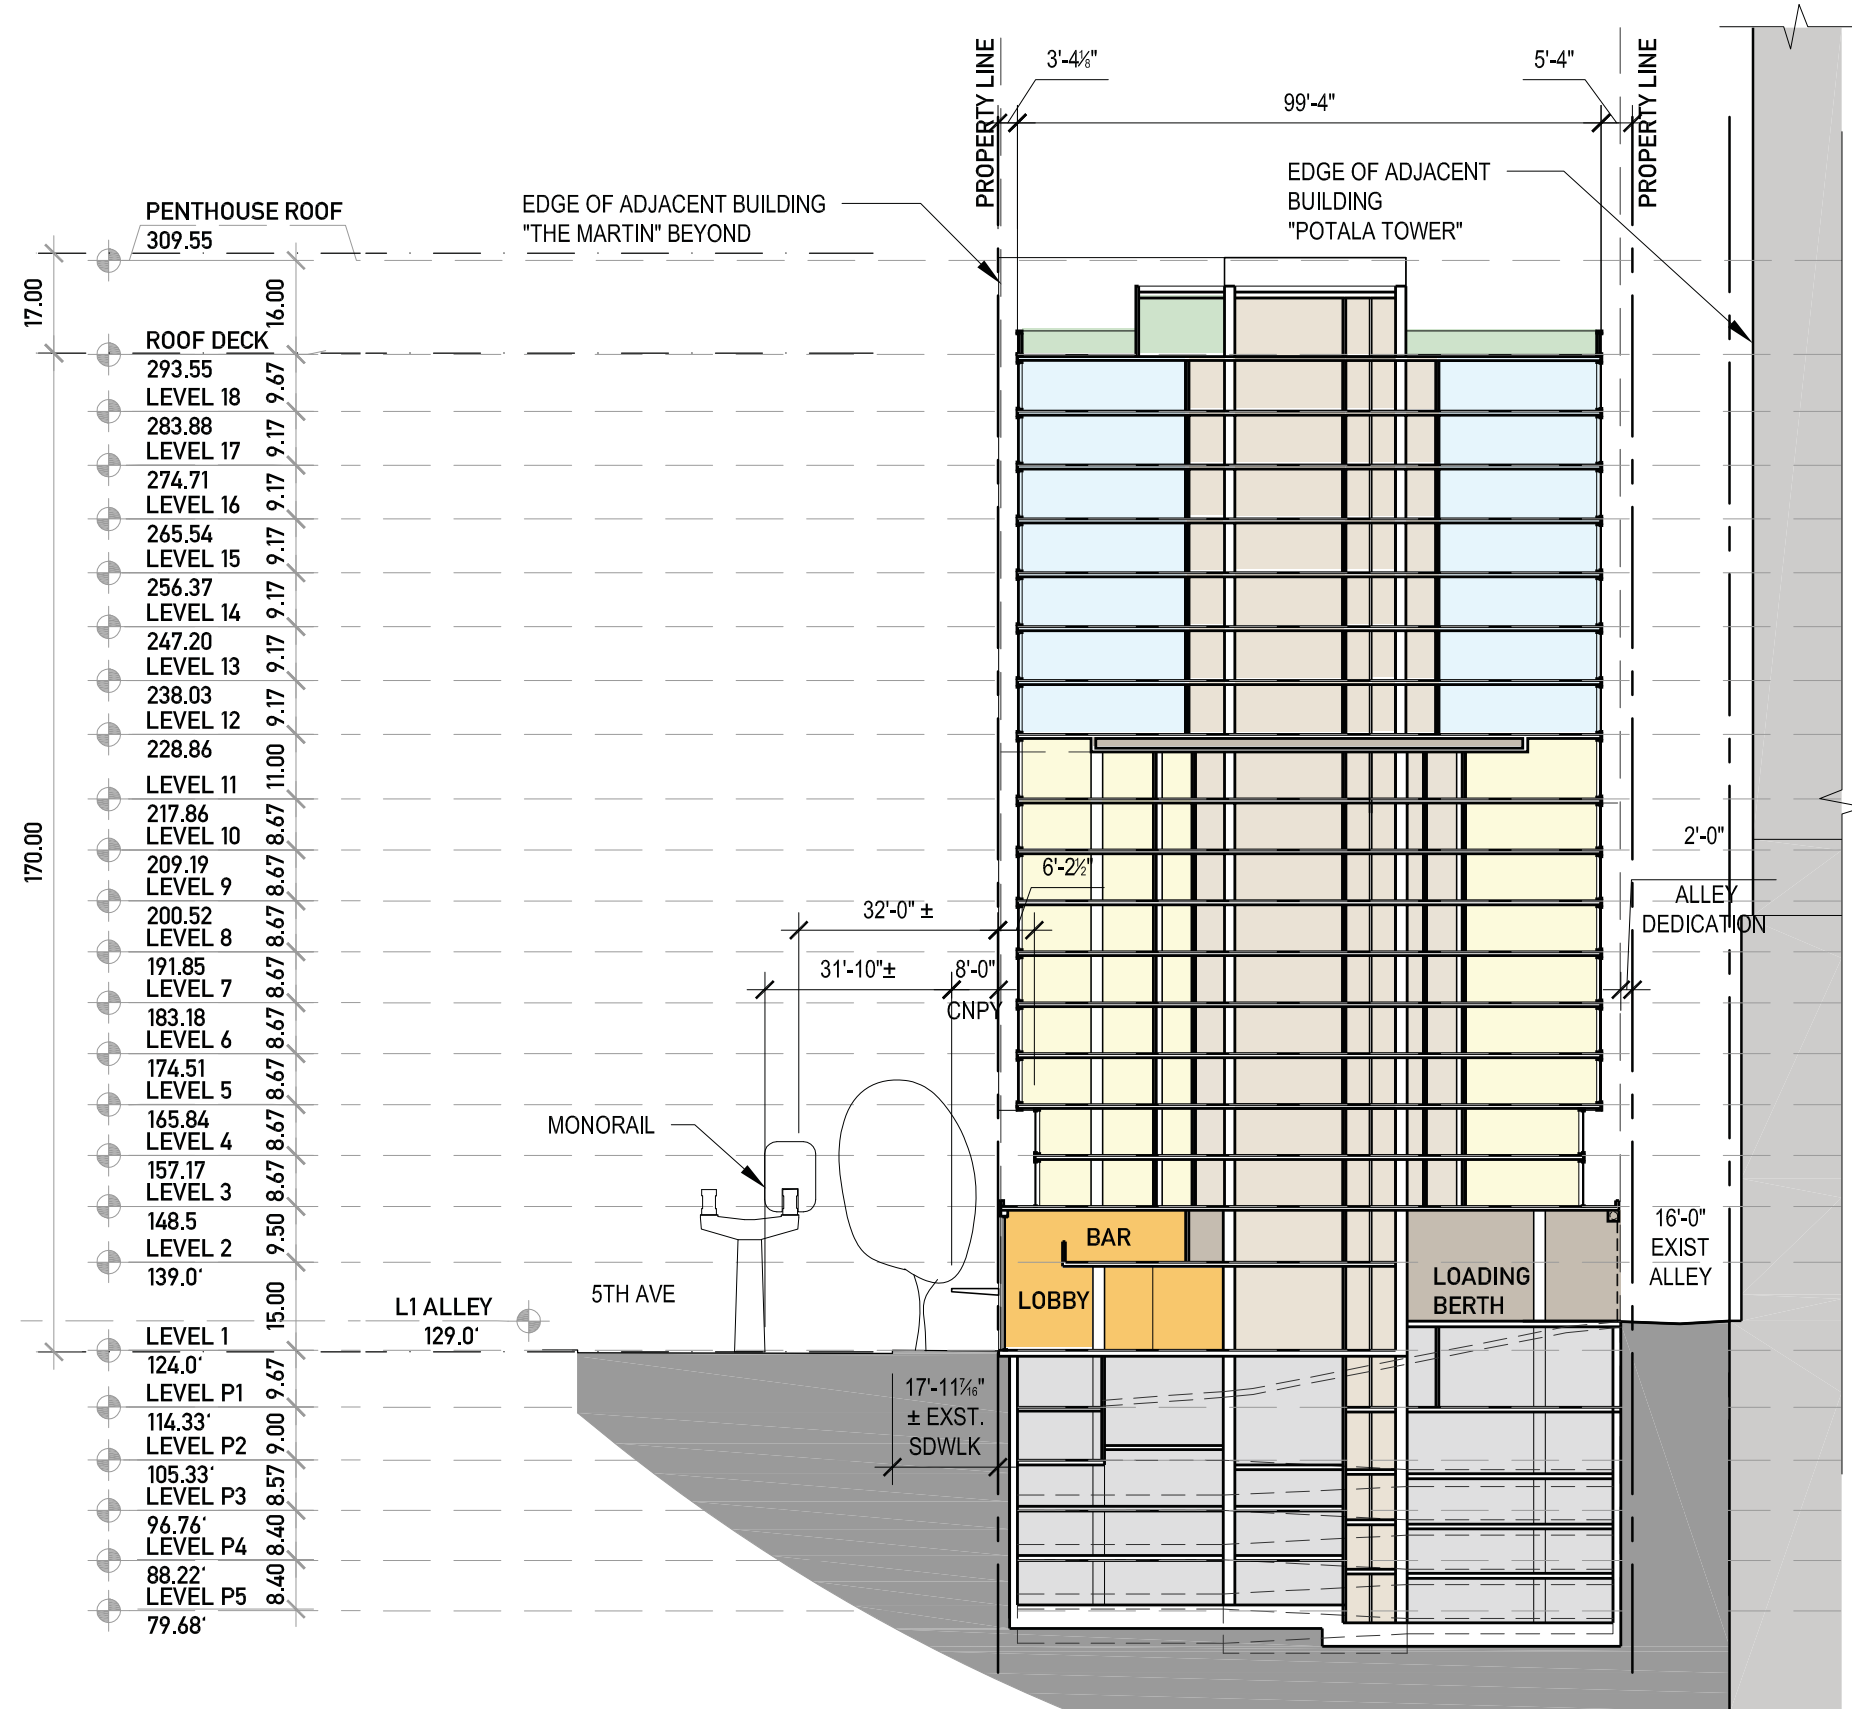 PROPERTY LINE
3'-4⅛"
99'-4"
5'-4"
PROPERTY LINE
EDGE OF ADJACENT
BUILDING
"POTALA TOWER"
EDGE OF ADJACENT BUILDING
"THE MARTIN" BEYOND
PENTHOUSE ROOF
309.55
17.00
16.00
ROOF DECK
293.55
9.67
LEVEL 18
283.88
9.17
LEVEL 17
274.71
9.17
LEVEL 16
265.54
9.17
LEVEL 15
256.37
9.17
LEVEL 14
247.20
9.17
LEVEL 13
238.03
9.17
LEVEL 12
228.86
11.00
LEVEL 11
217.86
8.67
LEVEL 10
209.19
8.67
LEVEL 9
200.52
8.67
LEVEL 8
191.85
8.67
LEVEL 7
183.18
8.67
LEVEL 6
174.51
8.67
LEVEL 5
165.84
8.67
LEVEL 4
157.17
8.67
LEVEL 3
148.5
9.50
LEVEL 2
139.0'
15.00
LEVEL 1
124.0'
9.67
LEVEL P1
114.33'
9.00
LEVEL P2
105.33'
8.57
LEVEL P3
96.76'
8.40
LEVEL P4
88.22'
8.40
LEVEL P5
79.68'
170.00
L1 ALLEY
129.0'
6'-2½"
32'-0" ±
31'-10"±
8'-0"
CNPY
2'-0"
ALLEY
DEDICATION
MONORAIL
5TH AVE
BAR
LOBBY
LOADING
BERTH
16'-0"
EXIST
ALLEY
17'-11⁷⁄₁₆"
± EXST.
SDWLK